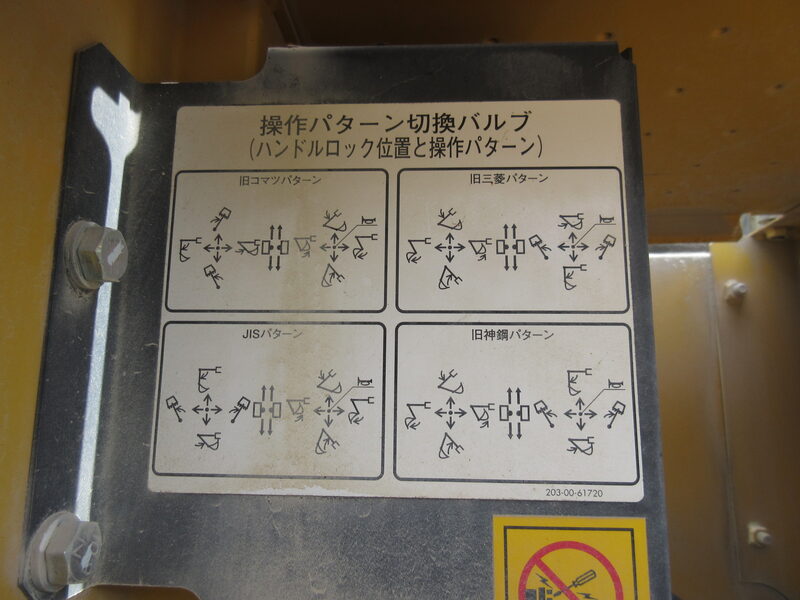 操作パターン切換バルブ
(ハンドルロック位置と操作パターン)
旧コマツパターン
旧三菱パターン
JISパターン
旧神鋼パターン
203-00-61720